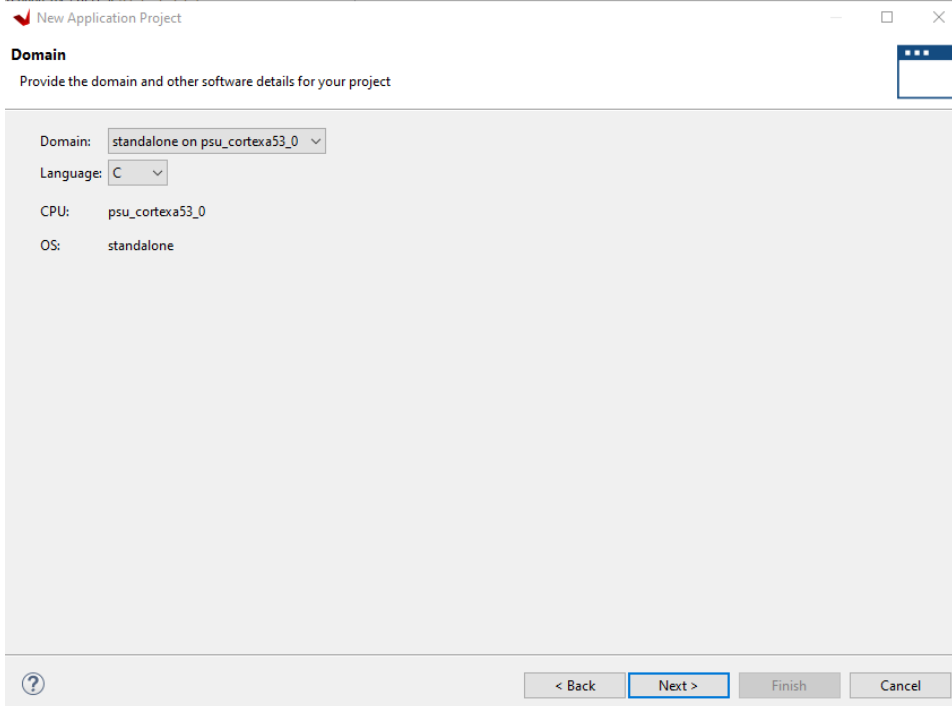 New Application Project
Domain
Provide the domain and other software details for your project
Domain: standalone on psu_cortexa53_0
Language: C
CPU: psu_cortexa53_0
OS: standalone
? < Back Next > Finish Cancel